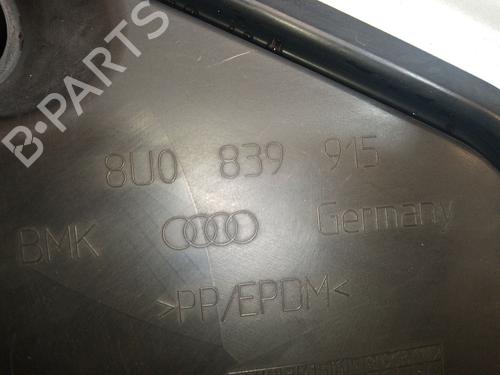 8U0 839 915
BMK Germany
>PP/EPDM<
B-PARTS